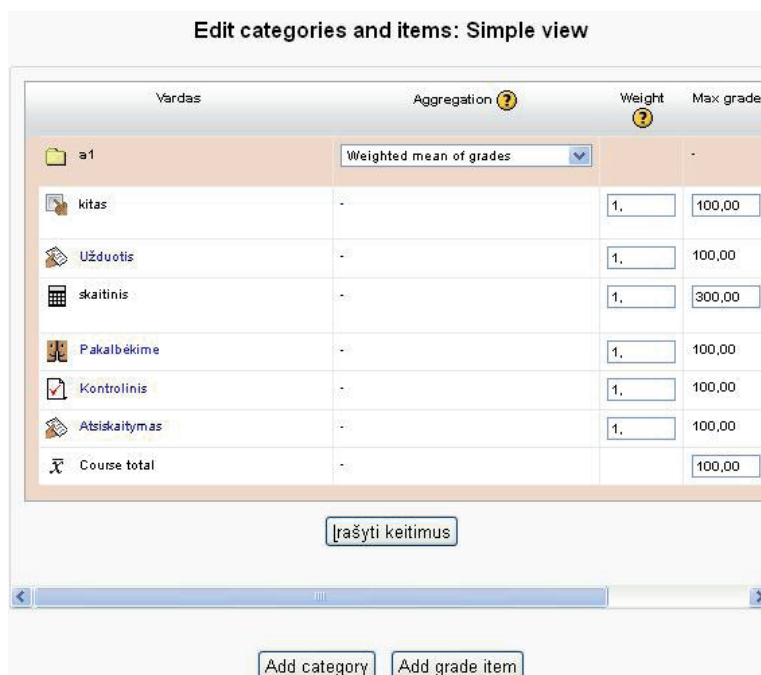 Edit categories and items: Simple view
Vardas Aggregation ? Weight ? Max grade
a1 Weighted mean of grades -
kitas - 1, 100,00
Užduotis - 1, 100,00
skaitinis - 1, 300,00
Pakalbėkime - 1, 100,00
Kontrolinis - 1, 100,00
Atsiskaitymas - 1, 100,00
x̅ Course total - 100,00
Įrašyti keitimus
Add category Add grade item